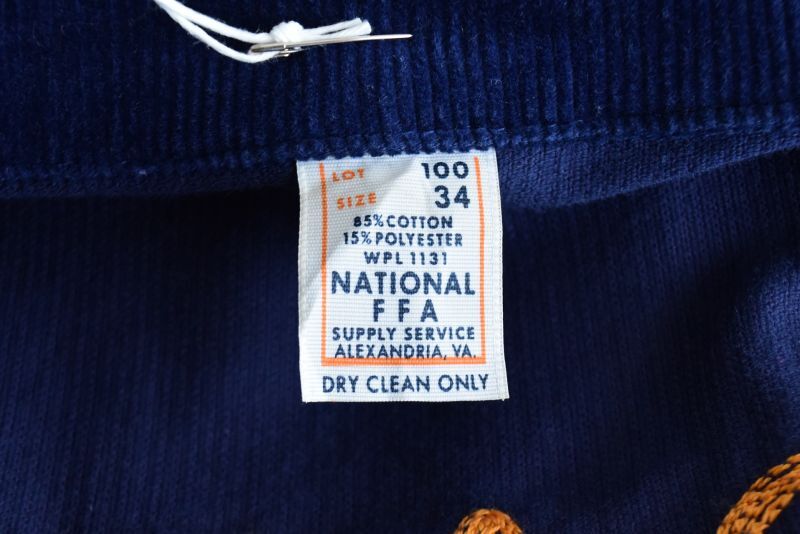 LOT 100
SIZE 34
85% COTTON
15% POLYESTER
WPL 1131
NATIONAL
FFA
SUPPLY SERVICE
ALEXANDRIA, VA.
DRY CLEAN ONLY